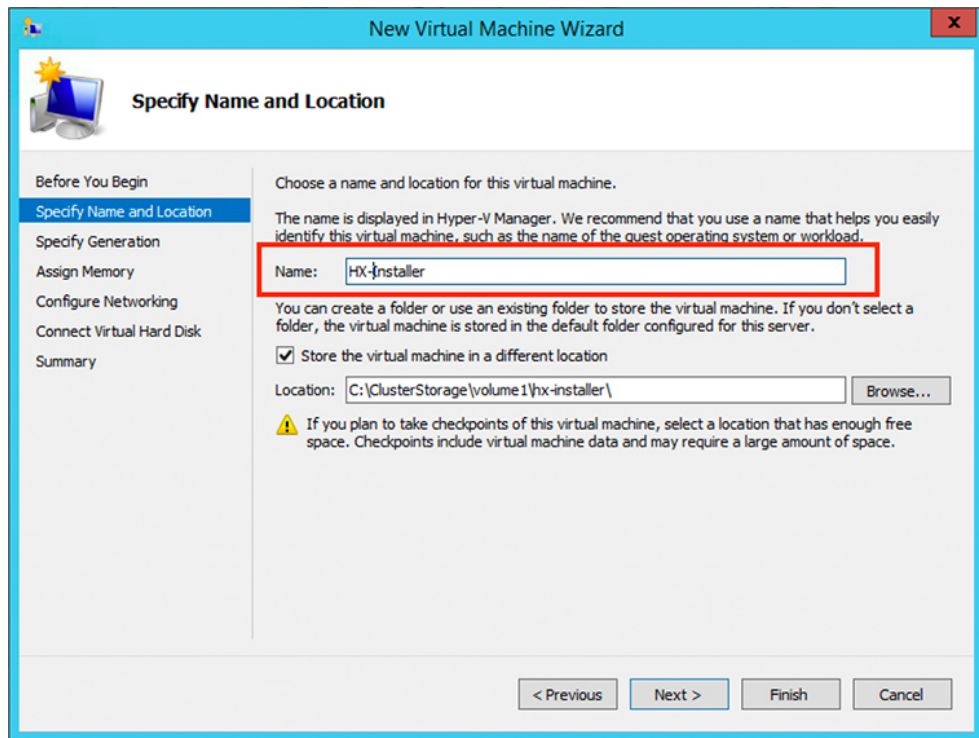 New Virtual Machine Wizard
x
Specify Name and Location
Before You Begin
Specify Name and Location
Specify Generation
Assign Memory
Configure Networking
Connect Virtual Hard Disk
Summary
Choose a name and location for this virtual machine.
The name is displayed in Hyper-V Manager. We recommend that you use a name that helps you easily
identify this virtual machine, such as the name of the guest operating system or workload.
Name: HX-Installer
You can create a folder or use an existing folder to store the virtual machine. If you don't select a
folder, the virtual machine is stored in the default folder configured for this server.
Store the virtual machine in a different location
Location: C:\ClusterStorage\volume1\hx-installer\ Browse...
If you plan to take checkpoints of this virtual machine, select a location that has enough free
space. Checkpoints include virtual machine data and may require a large amount of space.
< Previous Next > Finish Cancel